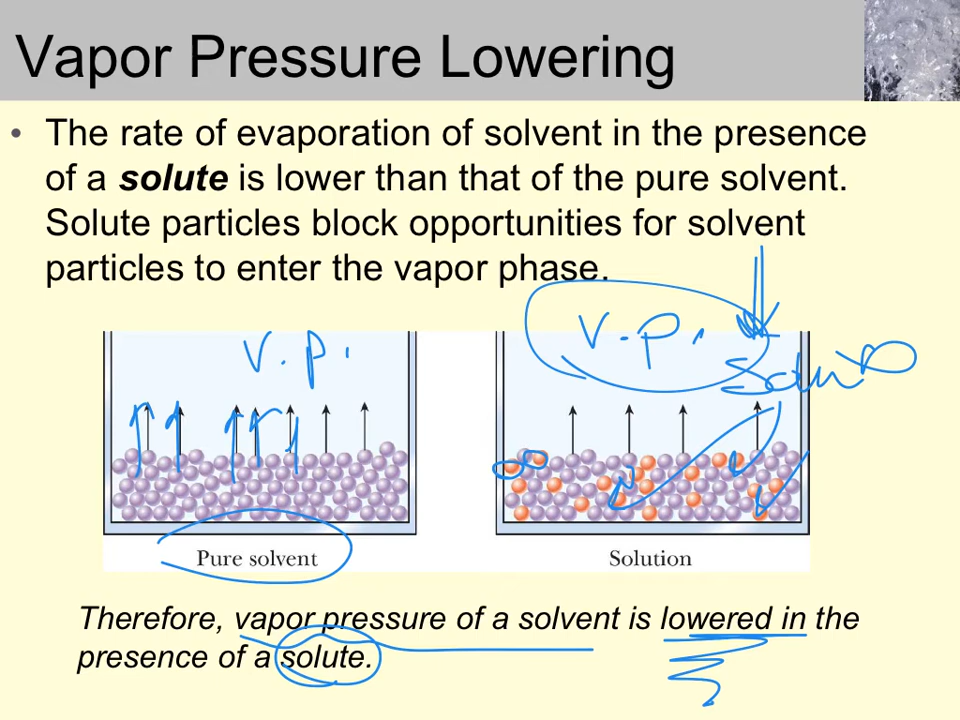 Vapor Pressure Lowering
• The rate of evaporation of solvent in the presence
of a solute is lower than that of the pure solvent.
Solute particles block opportunities for solvent
particles to enter the vapor phase.
v.p.
v.p.
Solute
Pure solvent
Solution
Therefore, vapor pressure of a solvent is lowered in the
presence of a solute.